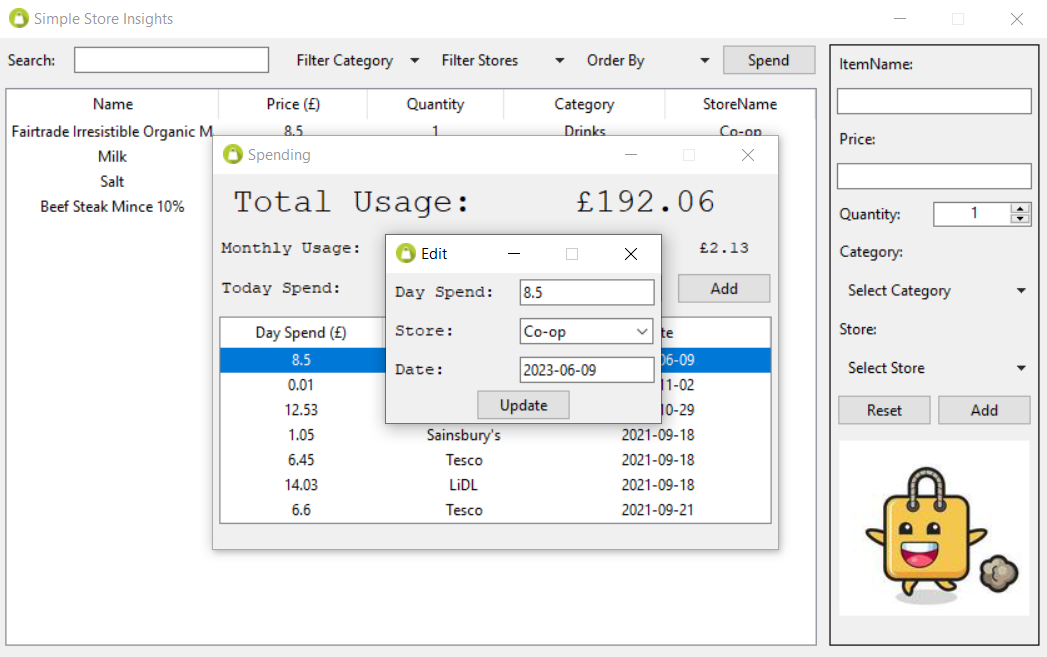 Simple Store Insights
Search: Filter Category Filter Stores Order By Spend
Name Price (£) Quantity Category StoreName
Fairtrade Irresistible Organic M 8.5 1 Drinks Co-op
Milk
Salt
Beef Steak Mince 10%
Spending
Total Usage: £192.06
Monthly Usage: £2.13
Today Spend: Add
Day Spend (£) te
8.5 06-09
0.01 11-02
12.53 10-29
1.05 Sainsbury's 2021-09-18
6.45 Tesco 2021-09-18
14.03 LiDL 2021-09-18
6.6 Tesco 2021-09-21
Edit
Day Spend: 8.5
Store: Co-op
Date: 2023-06-09
Update
ItemName:
Price:
Quantity: 1
Category:
Select Category
Store:
Select Store
Reset Add